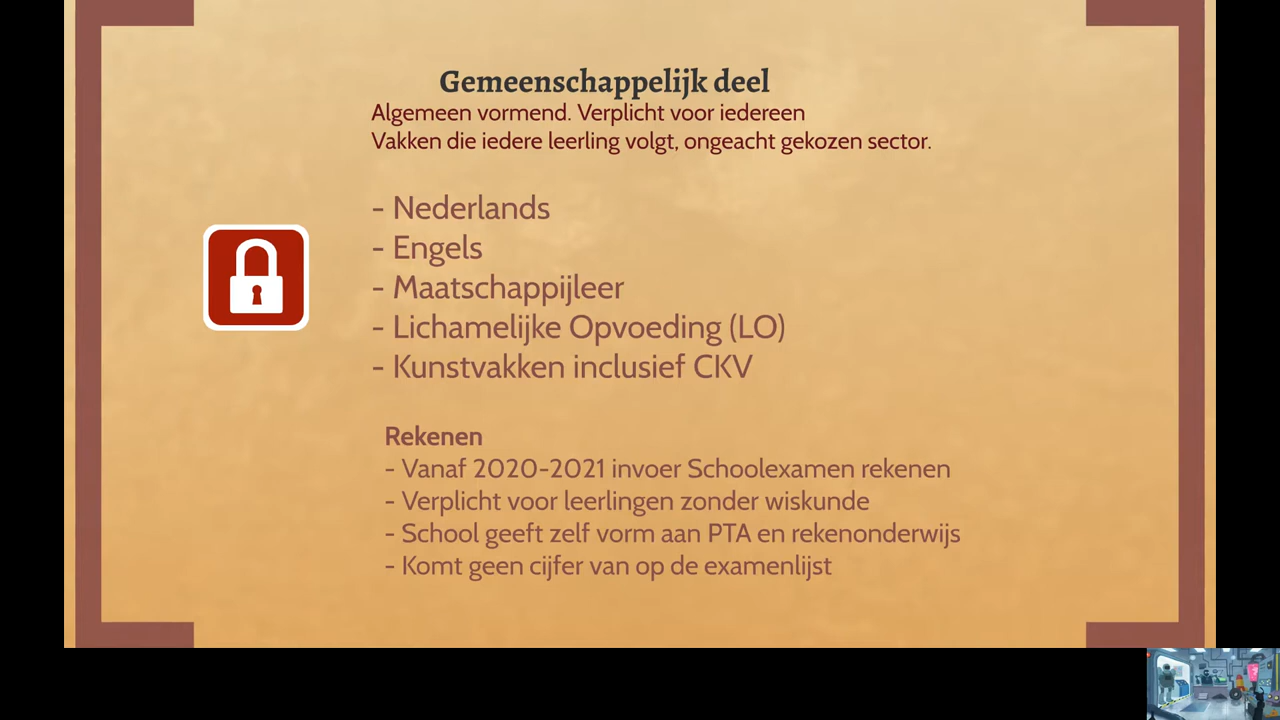 Gemeenschappelijk deel
Algemeen vormend. Verplicht voor iedereen
Vakken die iedere leerling volgt, ongeacht gekozen sector.
- Nederlands
- Engels
- Maatschappijleer
- Lichamelijke Opvoeding (LO)
- Kunstvakken inclusief CKV
Rekenen
- Vanaf 2020-2021 invoer Schoolexamen rekenen
- Verplicht voor leerlingen zonder wiskunde
- School geeft zelf vorm aan PTA en rekenonderwijs
- Komt geen cijfer van op de examenlijst